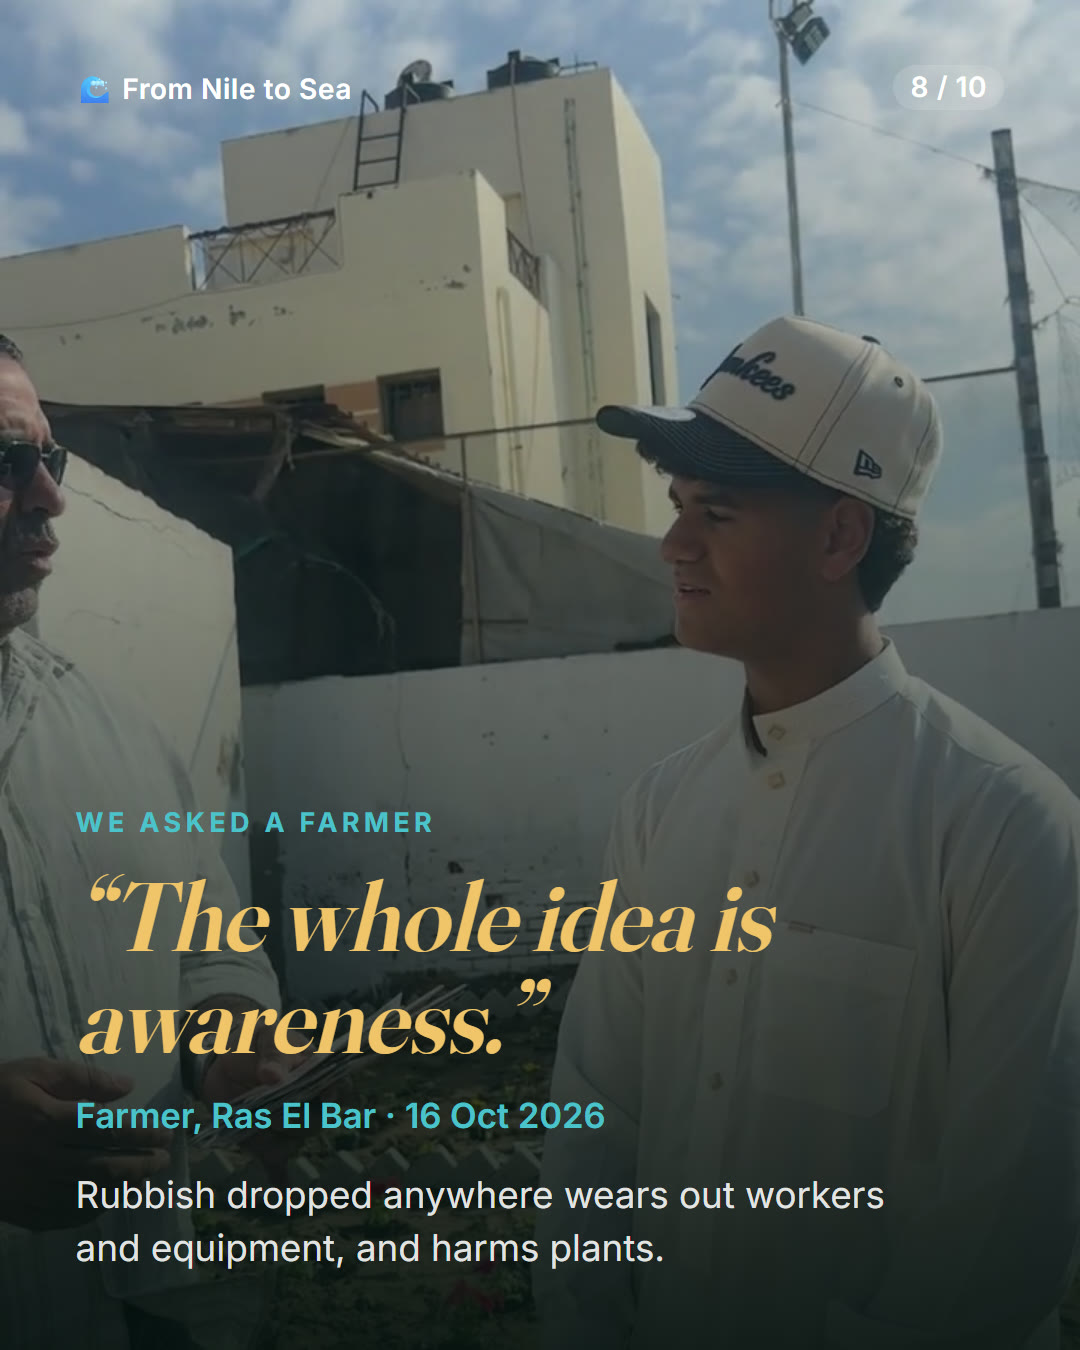 From Nile to Sea
8 / 10
WE ASKED A FARMER
“The whole idea is
awareness.”
Farmer, Ras El Bar · 16 Oct 2026
Rubbish dropped anywhere wears out workers
and equipment, and harms plants.